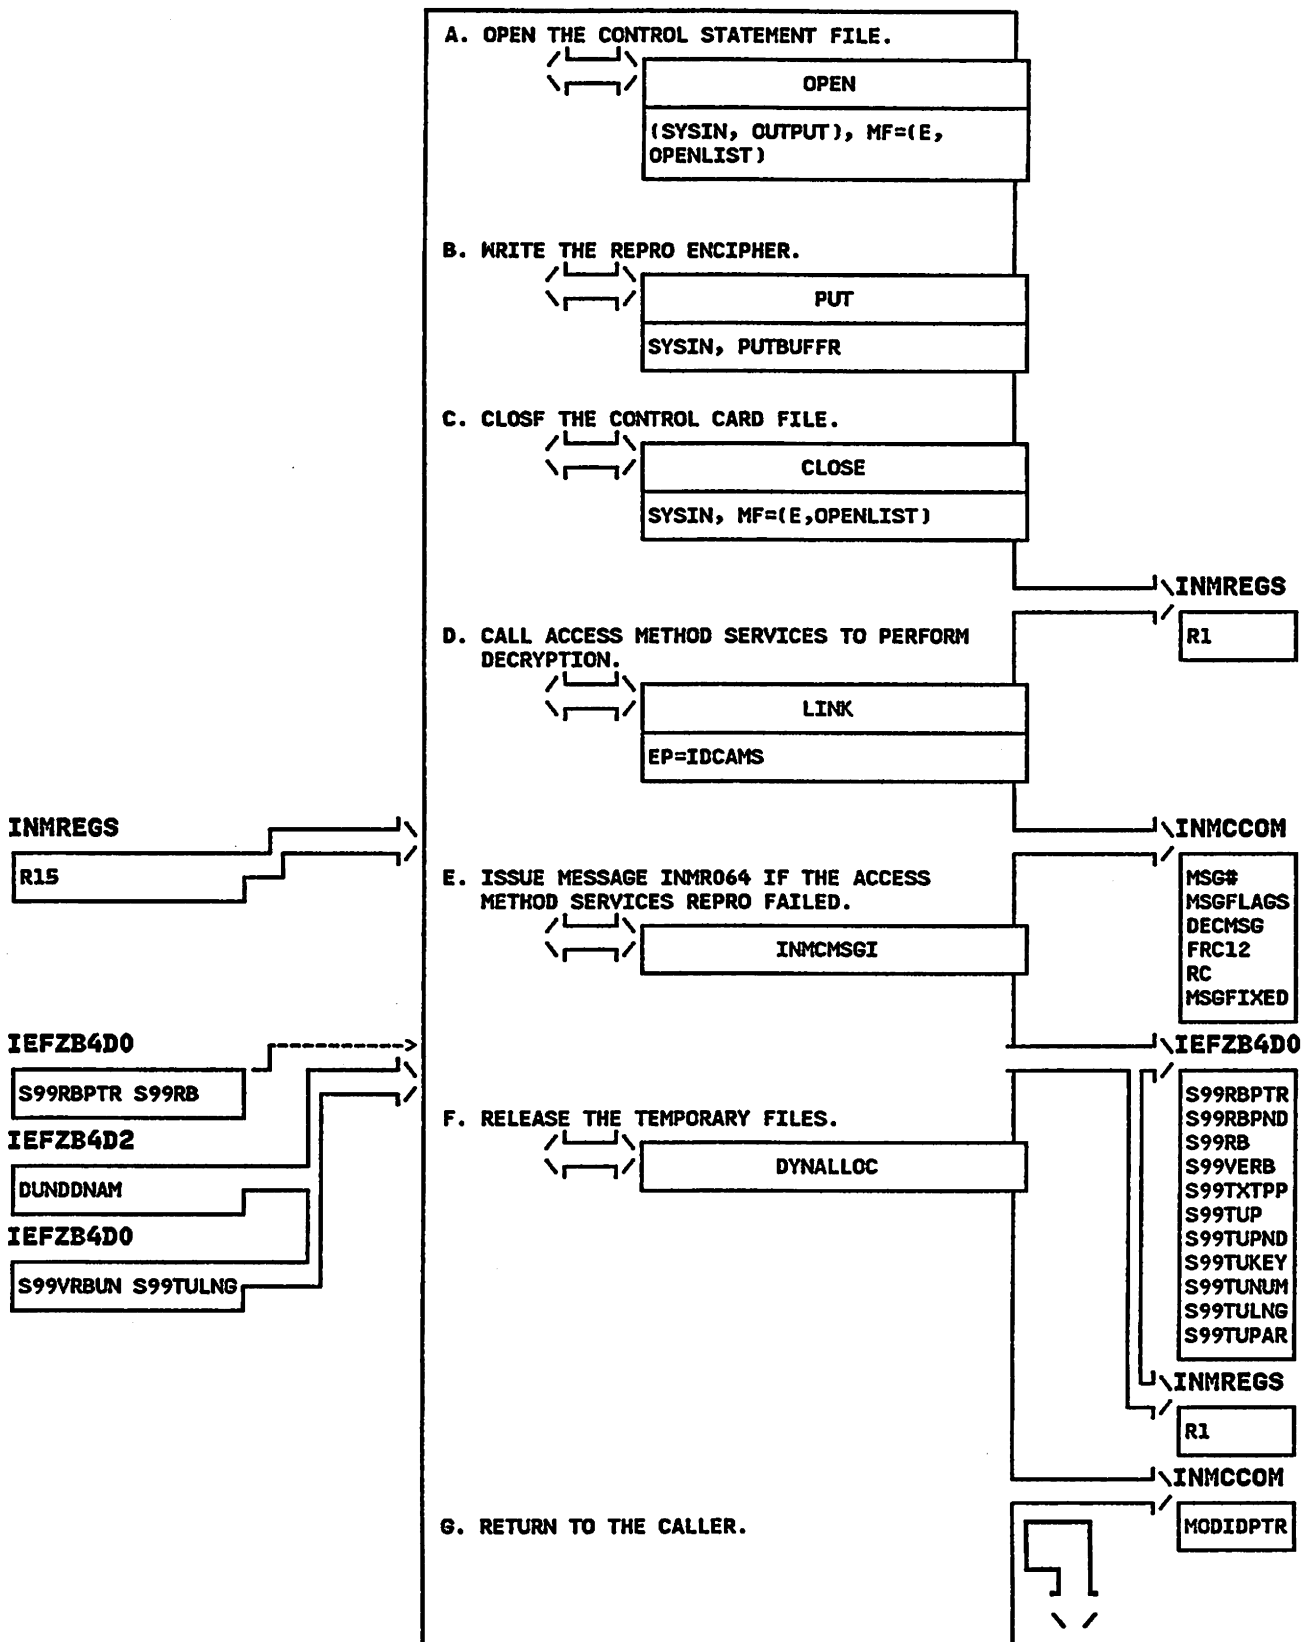 A. OPEN THE CONTROL STATEMENT FILE.
OPEN
(SYSIN, OUTPUT), MF=(E,
OPENLIST)
B. WRITE THE REPRO ENCIPHER.
PUT
SYSIN, PUTBUFFR
C. CLOSF THE CONTROL CARD FILE.
CLOSE
SYSIN, MF=(E,OPENLIST)
INMREGS
R1
D. CALL ACCESS METHOD SERVICES TO PERFORM
DECRYPTION.
LINK
EP=IDCAMS
INMREGS
R15
INMCCOM
MSG#
MSGFLAGS
DECMSG
FRC12
RC
MSGFIXED
E. ISSUE MESSAGE INMR064 IF THE ACCESS
METHOD SERVICES REPRO FAILED.
INMCMSGI
IEFZB4D0
S99RBPTR S99RB
IEFZB4D2
DUNDDNAM
IEFZB4D0
S99VRBUN S99TULNG
IEFZB4D0
S99RBPTR
S99RBPND
S99RB
S99VERB
S99TXTPP
S99TUP
S99TUPND
S99TUKEY
S99TUNUM
S99TULNG
S99TUPAR
F. RELEASE THE TEMPORARY FILES.
DYNALLOC
INMREGS
R1
INMCCOM
MODIDPTR
G. RETURN TO THE CALLER.